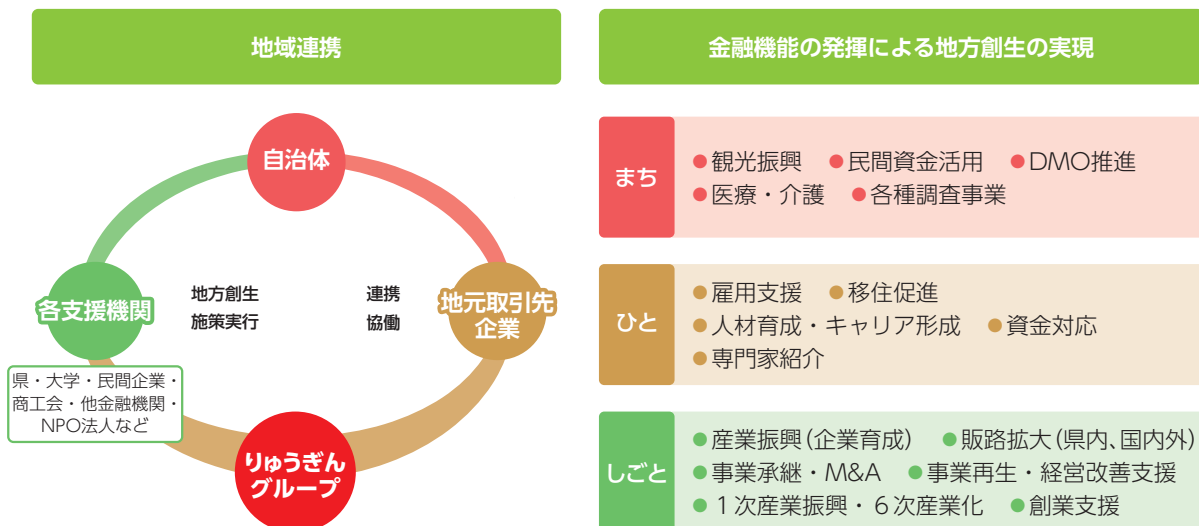 地域連携
自治体
各支援機関
地方創生
施策実行
連携
協働
地元取引先
企業
県・大学・民間企業・
商工会・他金融機関・
NPO法人など
りゅうぎん
グループ
金融機能の発揮による地方創生の実現
まち
●観光振興 ●民間資金活用 ●DMO推進
●医療・介護 ●各種調査事業
ひと
●雇用支援 ●移住促進
●人材育成・キャリア形成 ●資金対応
●専門家紹介
しごと
●産業振興(企業育成) ●販路拡大(県内、国内外)
●事業承継・M&A ●事業再生・経営改善支援
●1次産業振興・6次産業化 ●創業支援